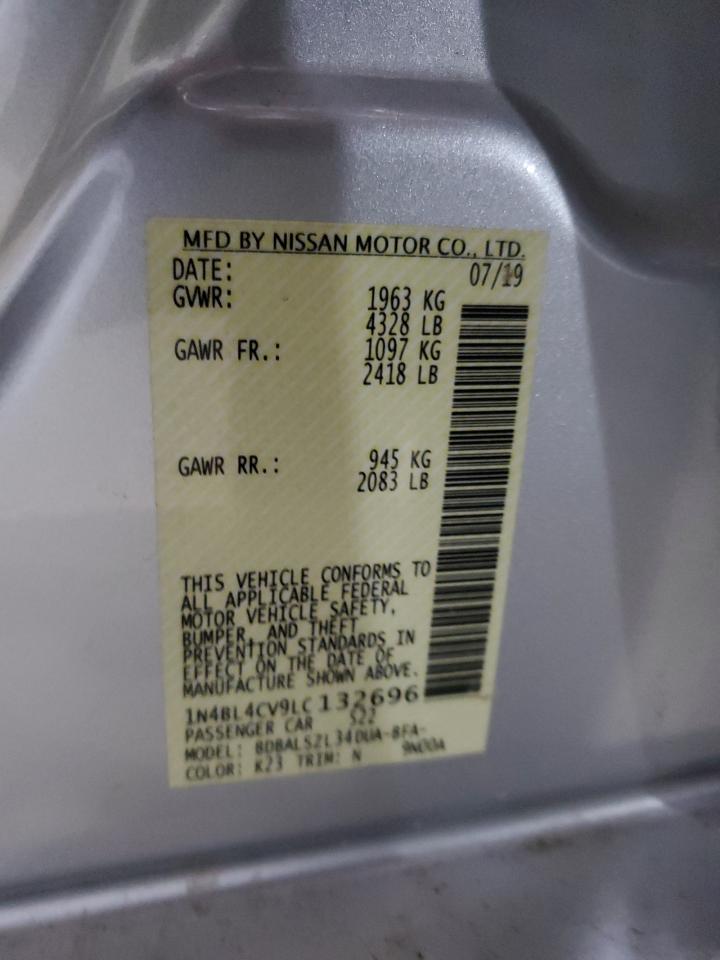 MFD BY NISSAN MOTOR CO., LTD.
DATE: 07/19
GVWR: 1963 KG
4328 LB
GAWR FR.: 1097 KG
2418 LB
GAWR RR.: 945 KG
2083 LB
THIS VEHICLE CONFORMS TO
ALL APPLICABLE FEDERAL
MOTOR VEHICLE SAFETY,
BUMPER, AND THEFT
PREVENTION STANDARDS IN
EFFECT ON THE DATE OF
MANUFACTURE SHOWN ABOVE.
1N4BL4CV9LC132696
PASSENGER CAR S22
MODEL: BDBALSZL34DUA-8FA-
9N00A
COLOR: K23 TRIM: N